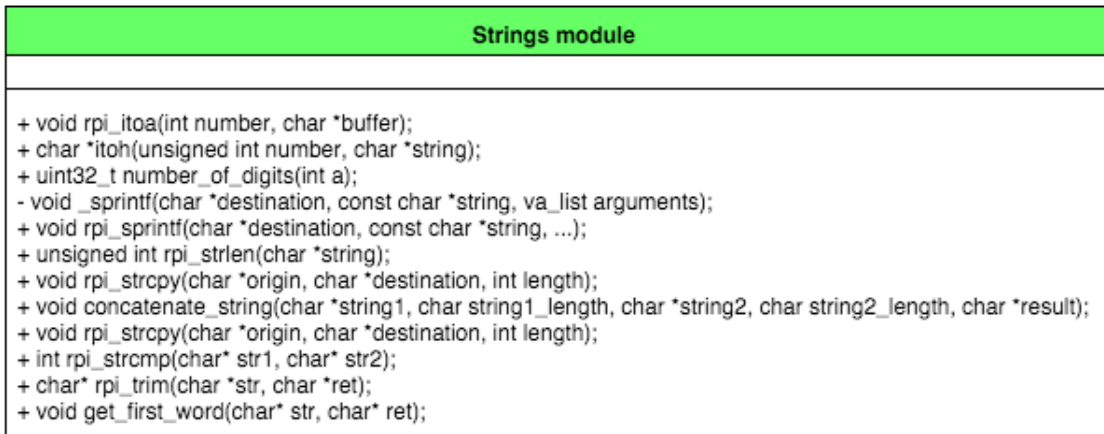 Strings module
+ void rpi_itoa(int number, char *buffer);
+ char *itoh(unsigned int number, char *string);
+ uint32_t number_of_digits(int a);
- void _sprintf(char *destination, const char *string, va_list arguments);
+ void rpi_sprintf(char *destination, const char *string, ...);
+ unsigned int rpi_strlen(char *string);
+ void rpi_strcpy(char *origin, char *destination, int length);
+ void concatenate_string(char *string1, char string1_length, char *string2, char string2_length, char *result);
+ void rpi_strcpy(char *origin, char *destination, int length);
+ int rpi_strcmp(char* str1, char* str2);
+ char* rpi_trim(char *str, char *ret);
+ void get_first_word(char* str, char* ret);